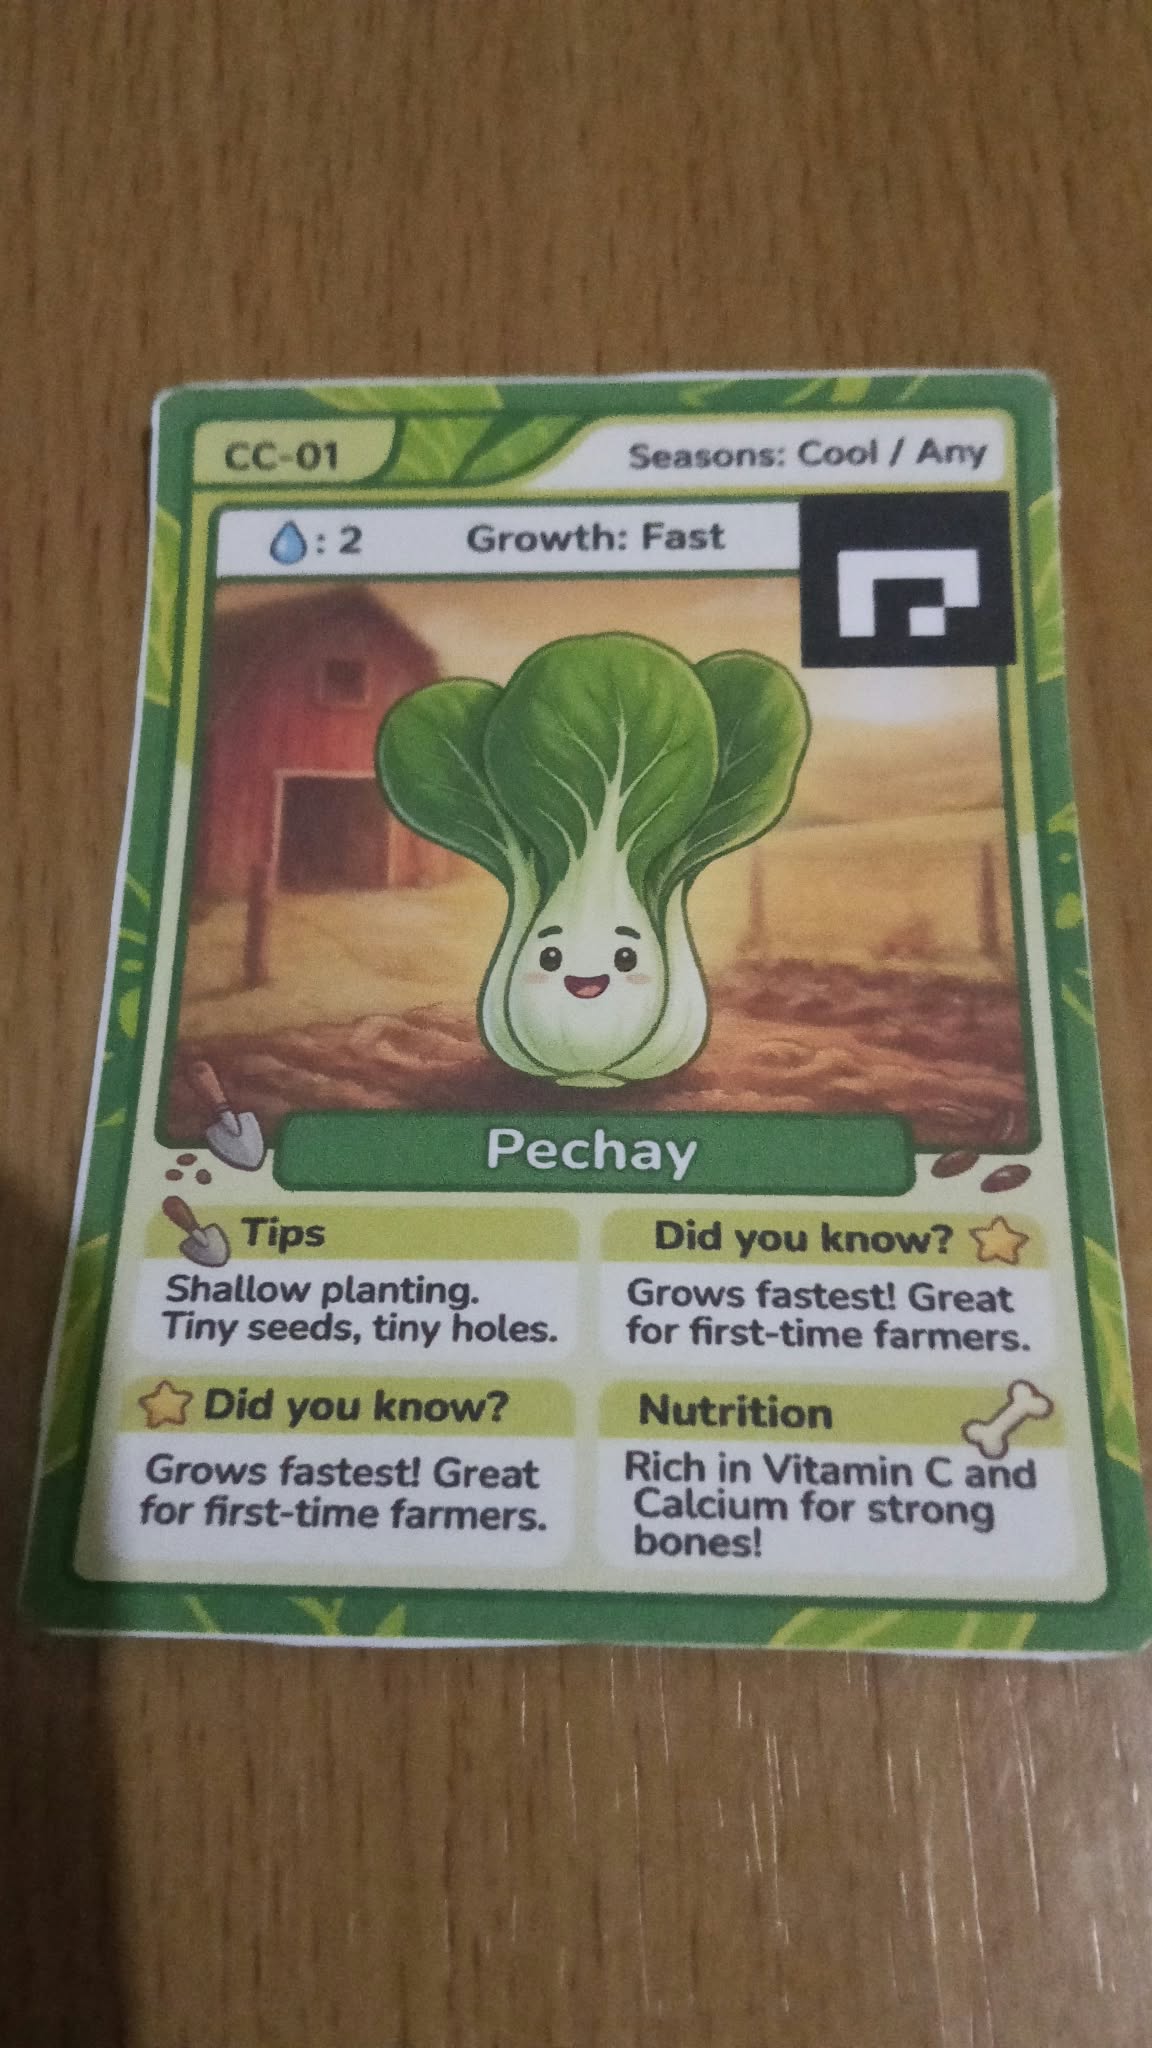 CC-01
Seasons: Cool / Any
: 2
Growth: Fast
Pechay
Tips
Shallow planting.
Tiny seeds, tiny holes.
Did you know?
Grows fastest! Great
for first-time farmers.
Did you know?
Grows fastest! Great
for first-time farmers.
Nutrition
Rich in Vitamin C and
Calcium for strong
bones!